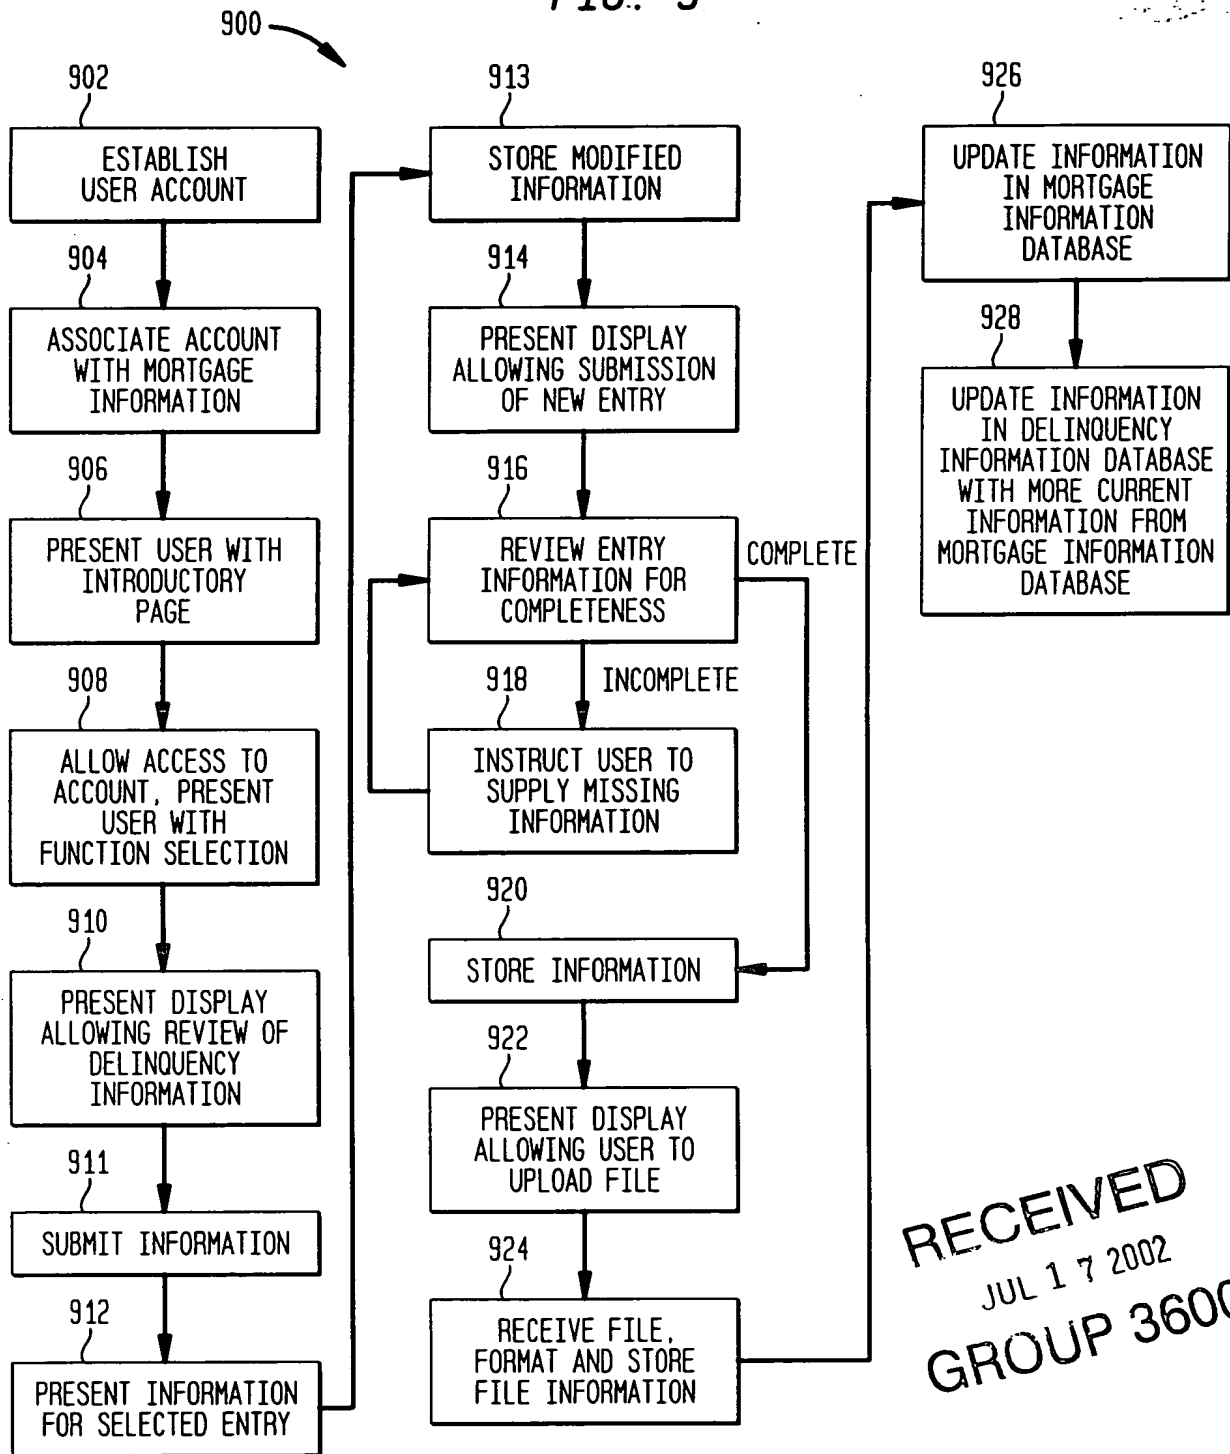 FIG. 9
900
902
ESTABLISH
USER ACCOUNT
904
ASSOCIATE ACCOUNT
WITH MORTGAGE
INFORMATION
906
PRESENT USER WITH
INTRODUCTORY
PAGE
908
ALLOW ACCESS TO
ACCOUNT, PRESENT
USER WITH
FUNCTION SELECTION
910
PRESENT DISPLAY
ALLOWING REVIEW OF
DELINQUENCY
INFORMATION
911
SUBMIT INFORMATION
912
PRESENT INFORMATION
FOR SELECTED ENTRY
913
STORE MODIFIED
INFORMATION
914
PRESENT DISPLAY
ALLOWING SUBMISSION
OF NEW ENTRY
916
REVIEW ENTRY
INFORMATION FOR
COMPLETENESS
COMPLETE
INCOMPLETE
918
INSTRUCT USER TO
SUPPLY MISSING
INFORMATION
920
STORE INFORMATION
922
PRESENT DISPLAY
ALLOWING USER TO
UPLOAD FILE
924
RECEIVE FILE,
FORMAT AND STORE
FILE INFORMATION
926
UPDATE INFORMATION
IN MORTGAGE
INFORMATION
DATABASE
928
UPDATE INFORMATION
IN DELINQUENCY
INFORMATION DATABASE
WITH MORE CURRENT
INFORMATION FROM
MORTGAGE INFORMATION
DATABASE
RECEIVED
JUL 17 2002
GROUP 3600